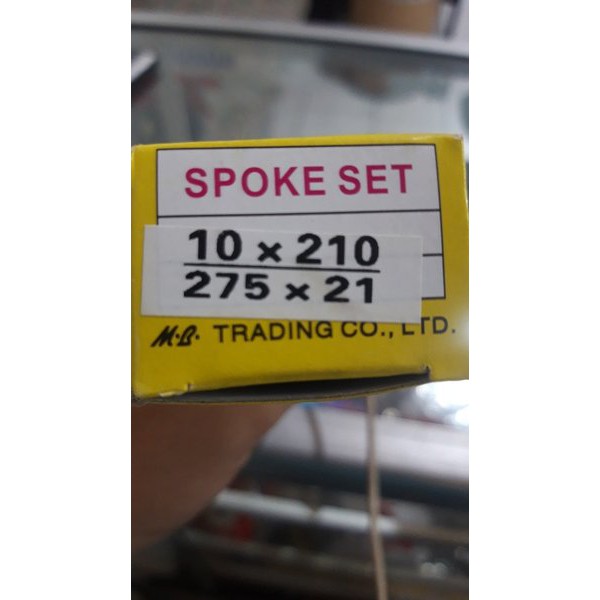 SPOKE SET
10 x 210
275 x 21
M.B. TRADING CO., LTD.